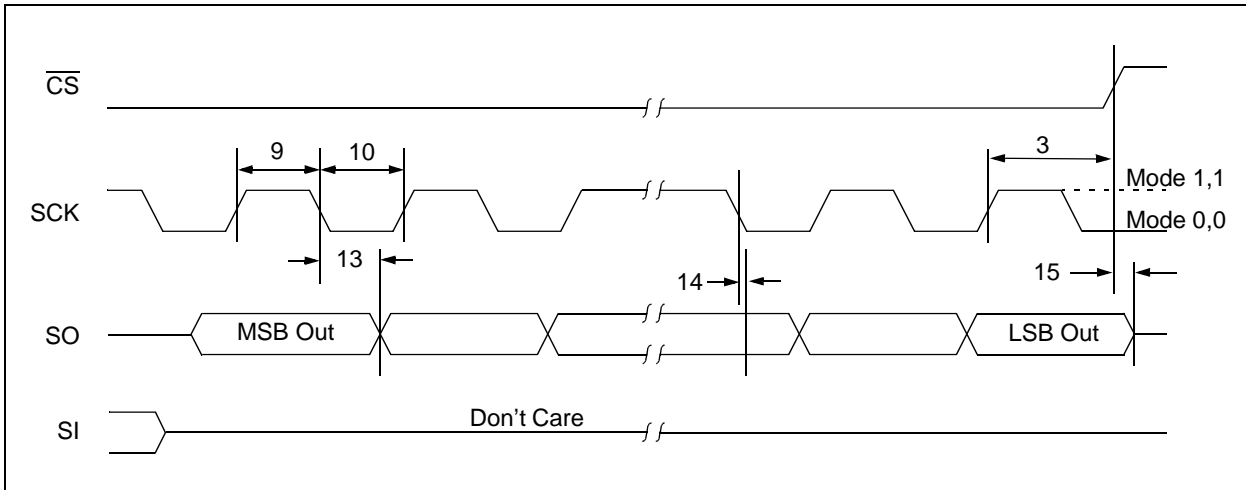 CS
9
10
3
SCK
Mode 1,1
Mode 0,0
13
14
15
SO
MSB Out
LSB Out
SI
Don't Care